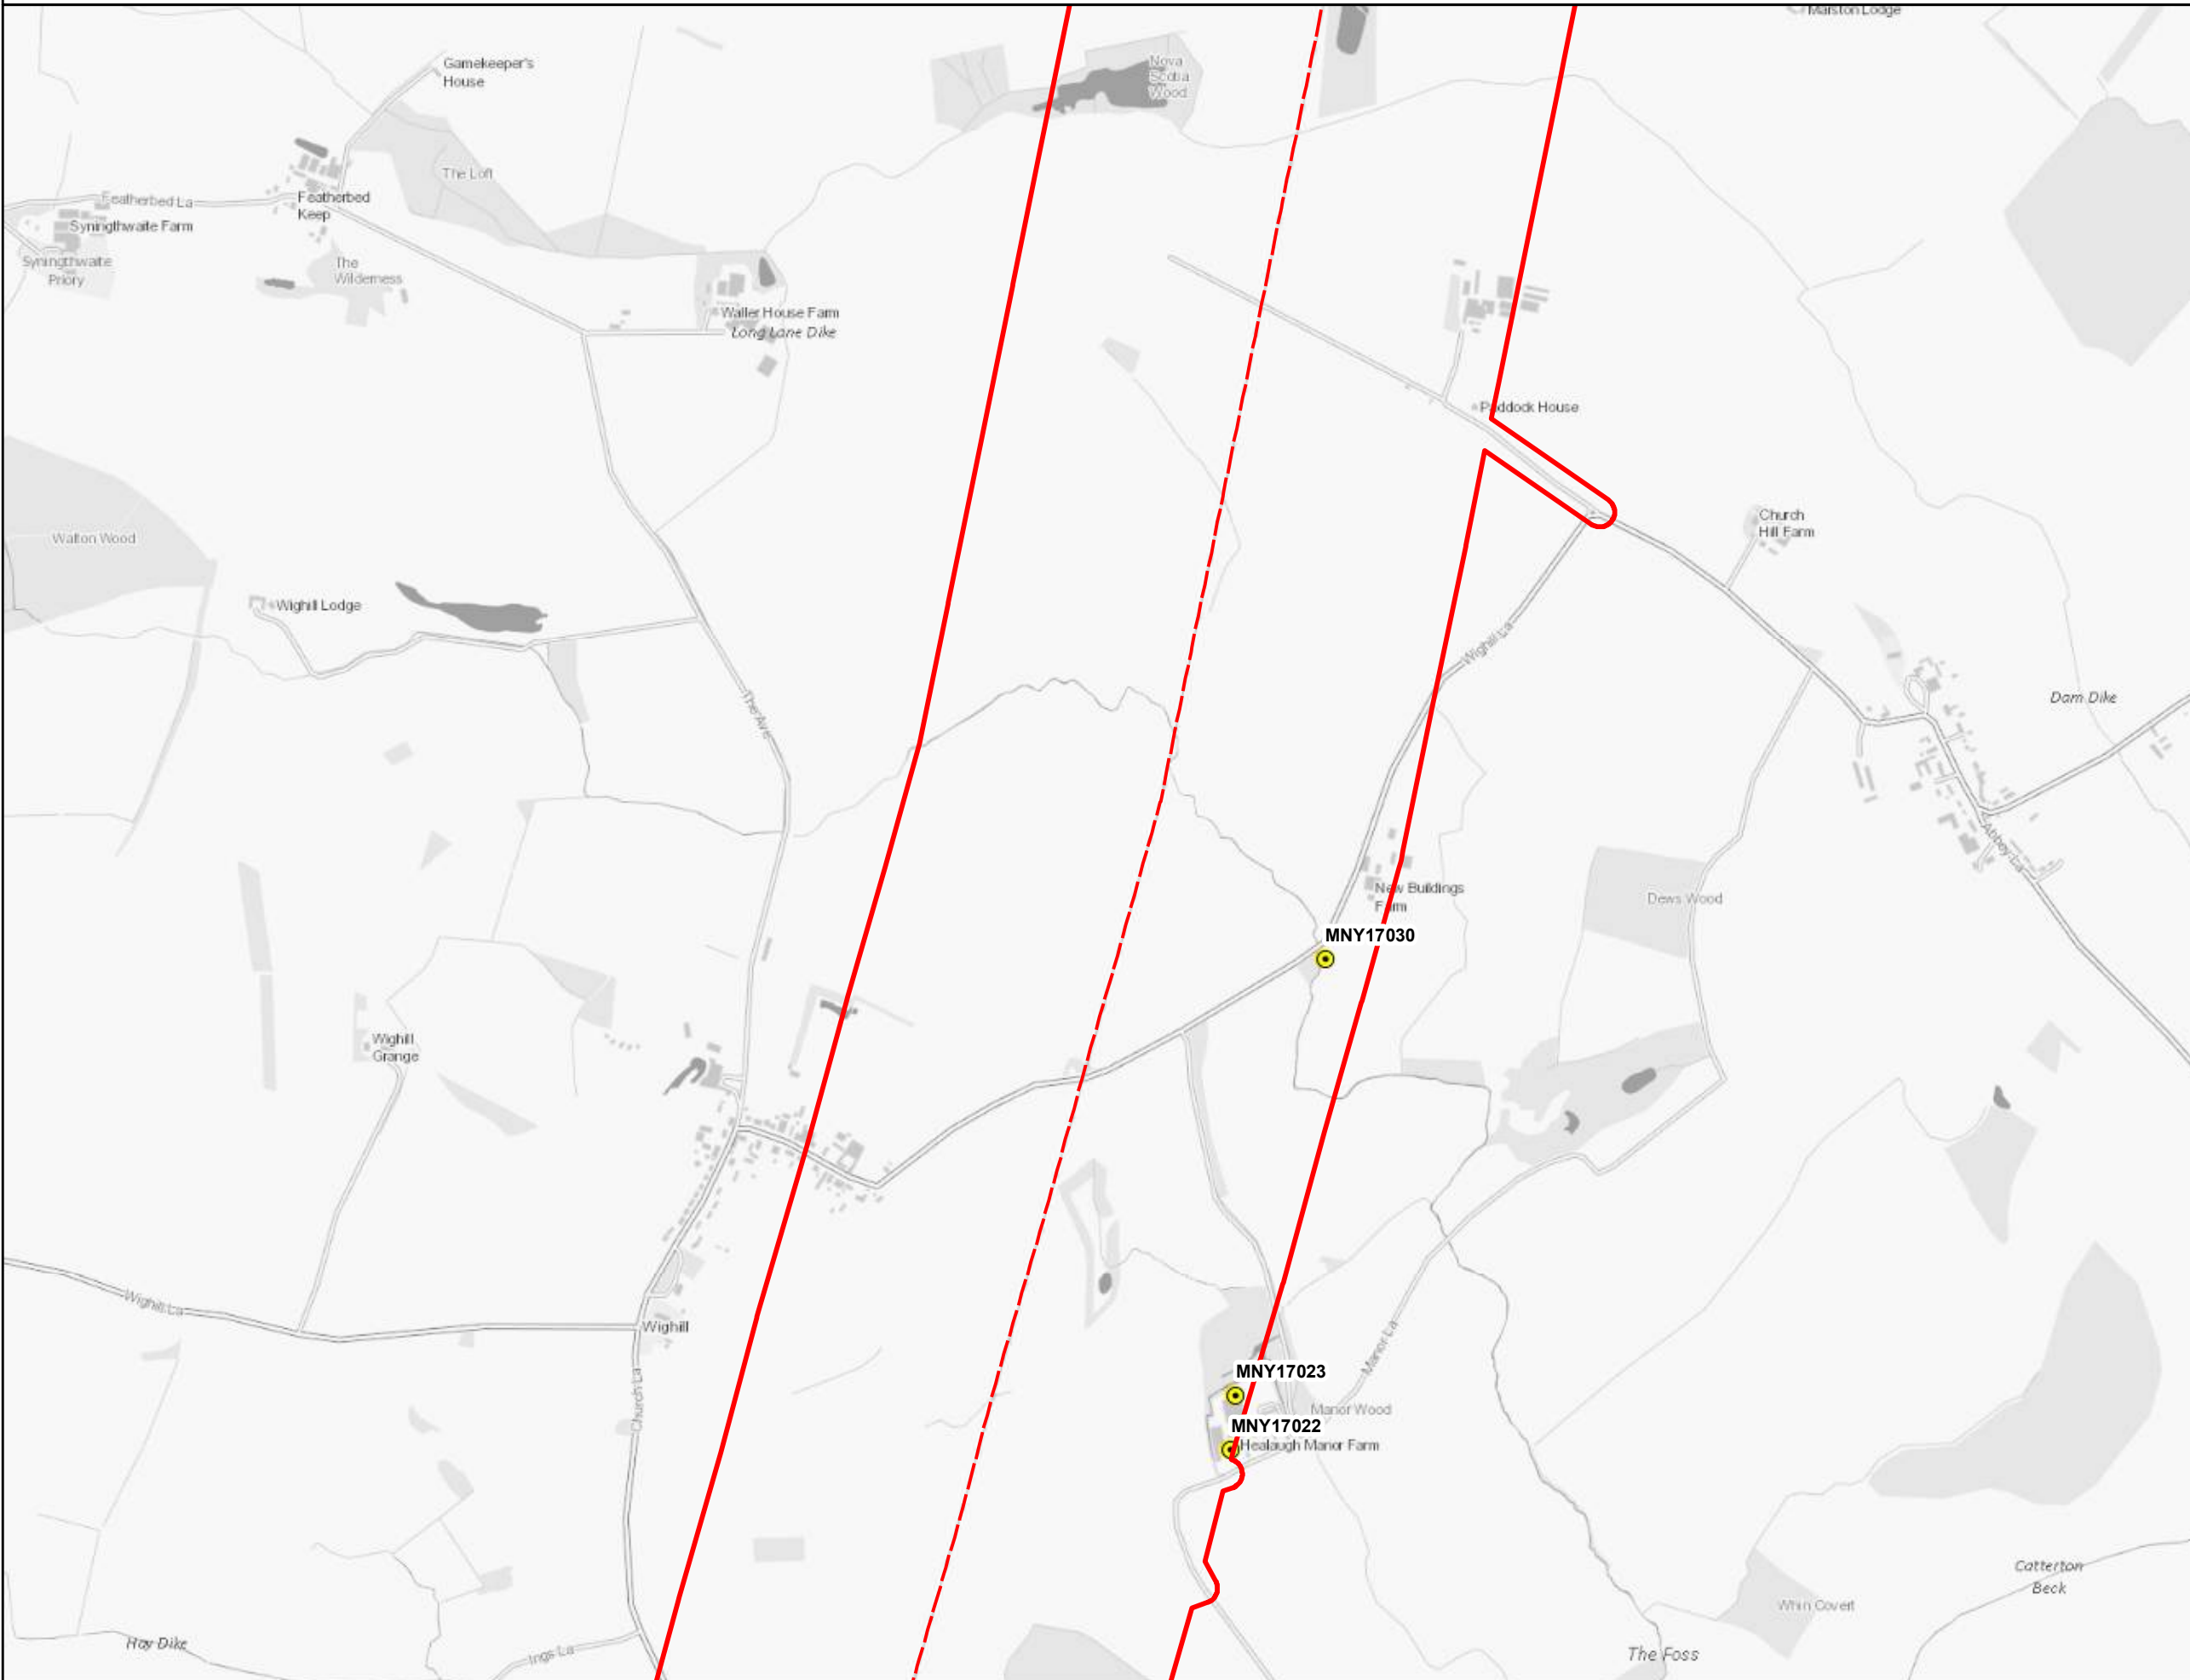 Marston Lodge
Gamekeeper's
House
Nova
Scotia
Wood
The Loft
Featherbed La
Featherbed
Keep
Syningthwaite Farm
Syningthwaite
Priory
The
Wilderness
Waller House Farm
Long Lane Dike
Paddock House
Walton Wood
Church
Hill Farm
Wighill Lodge
Wighill La
The Ave
Dam Dike
Abbey La
New Buildings
Farm
Dews Wood
MNY17030
Wighill
Grange
Wighill La
Wighill
Manor La
MNY17023
Church La
Manor Wood
MNY17022
Healaugh Manor Farm
Catterton
Beck
Whin Covert
Hay Dike
Ings La
The Foss